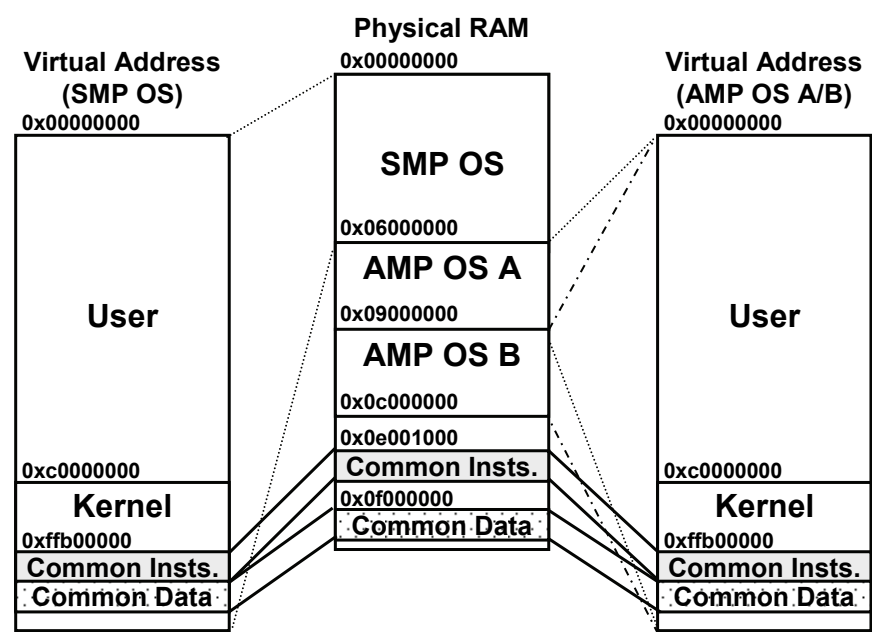 Physical RAM
0x00000000
SMP OS
0x06000000
AMP OS A
0x09000000
AMP OS B
0x0c000000
0x0e001000
Common Insts.
0x0f000000
Common Data
Virtual Address
(SMP OS)
0x00000000
User
0xc0000000
Kernel
0xffb00000
Common Insts.
Common Data
Virtual Address
(AMP OS A/B)
0x00000000
User
0xc0000000
Kernel
0xffb00000
Common Insts.
Common Data